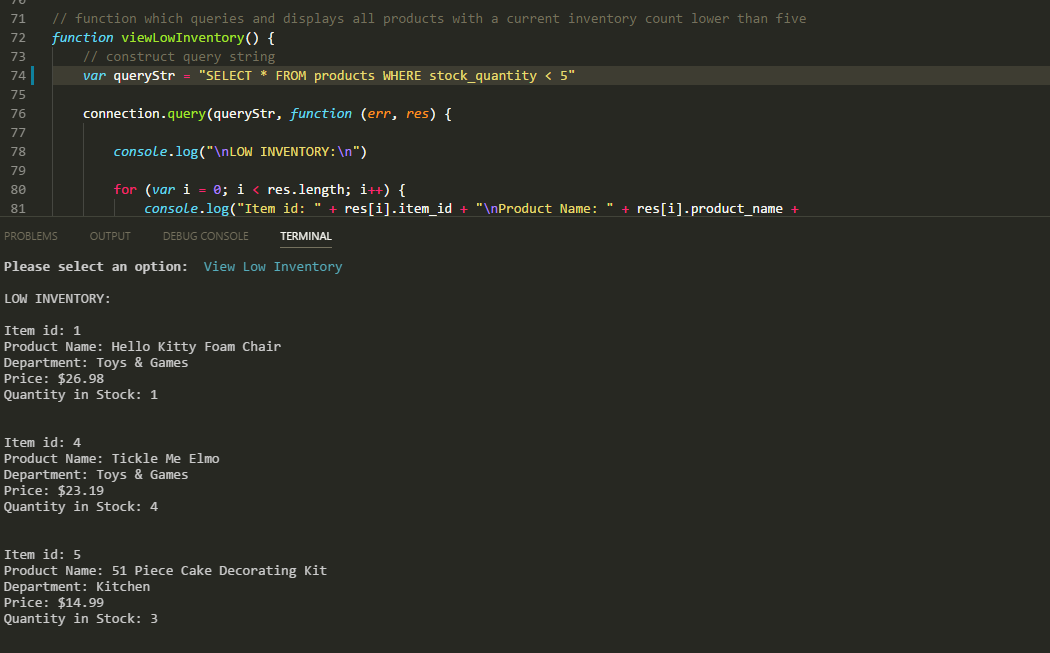 70
71 // function which queries and displays all products with a current inventory count lower than five
72 function viewLowInventory() {
73 // construct query string
74 var queryStr = "SELECT * FROM products WHERE stock_quantity < 5"
75
76 connection.query(queryStr, function (err, res) {
77
78 console.log("\nLOW INVENTORY:\n")
79
80 for (var i = 0; i < res.length; i++) {
81 console.log("Item id: " + res[i].item_id + "\nProduct Name: " + res[i].product_name +
PROBLEMS OUTPUT DEBUG CONSOLE TERMINAL
Please select an option: View Low Inventory
LOW INVENTORY:
Item id: 1
Product Name: Hello Kitty Foam Chair
Department: Toys & Games
Price: $26.98
Quantity in Stock: 1
Item id: 4
Product Name: Tickle Me Elmo
Department: Toys & Games
Price: $23.19
Quantity in Stock: 4
Item id: 5
Product Name: 51 Piece Cake Decorating Kit
Department: Kitchen
Price: $14.99
Quantity in Stock: 3